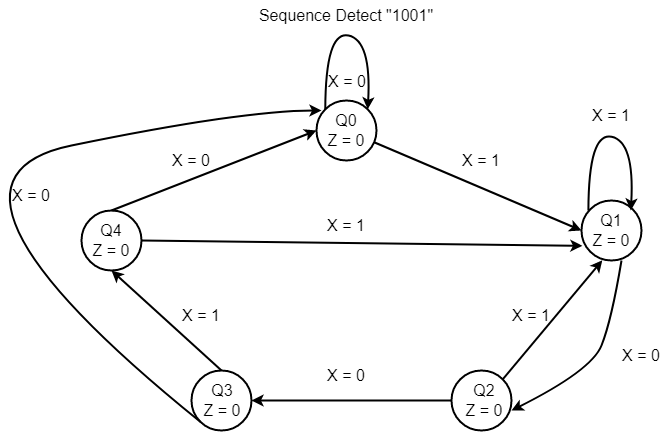 Sequence Detect "1001"
X = 0
Q0
Z = 0
X = 1
X = 0
X = 1
X = 0
Q4
Z = 0
X = 1
Q1
Z = 0
X = 1
X = 1
X = 0
X = 0
Q3
Z = 0
Q2
Z = 0